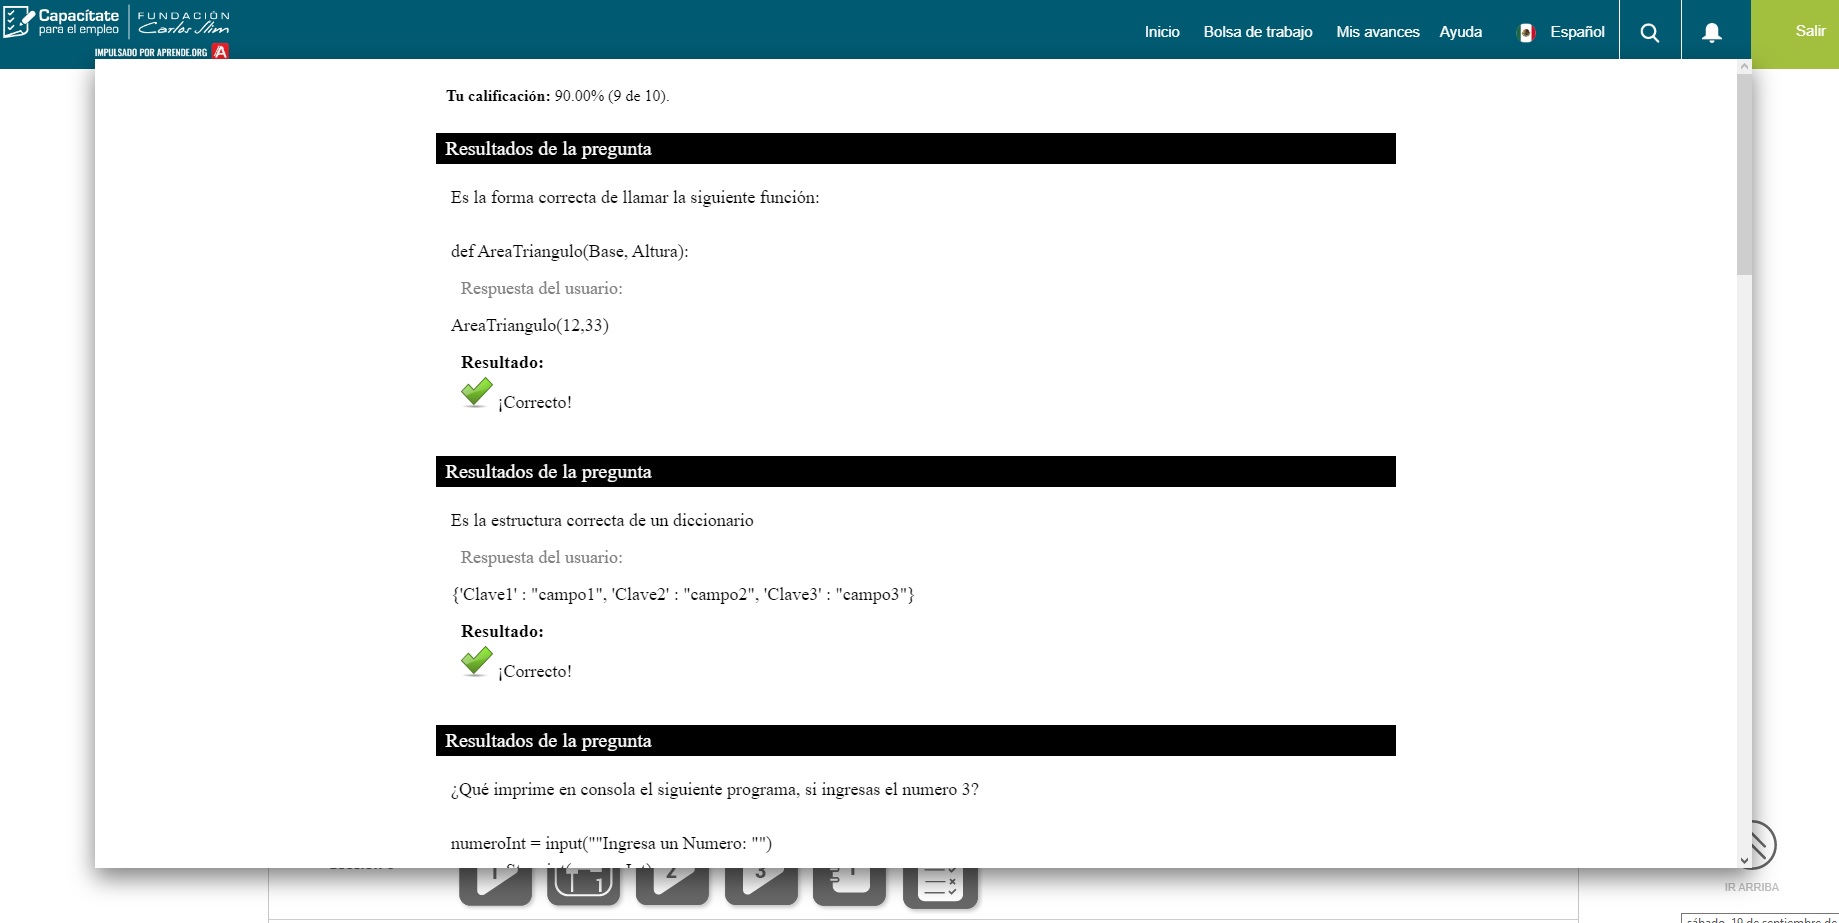 Capacítate
para el empleo
FUNDACIÓN
Carlos Slim
IMPULSADO POR APRENDE.ORG
Inicio
Bolsa de trabajo
Mis avances
Ayuda
Español
Salir
Tu calificación: 90.00% (9 de 10).
Resultados de la pregunta
Es la forma correcta de llamar la siguiente función:
def AreaTriangulo(Base, Altura):
Respuesta del usuario:
AreaTriangulo(12,33)
Resultado:
¡Correcto!
Resultados de la pregunta
Es la estructura correcta de un diccionario
Respuesta del usuario:
{'Clave1' : "campo1", 'Clave2' : "campo2", 'Clave3' : "campo3"}
Resultado:
¡Correcto!
Resultados de la pregunta
¿Qué imprime en consola el siguiente programa, si ingresas el numero 3?
numeroInt = input(""Ingresa un Numero: "")
1
1
2
3
1
IR ARRIBA
sábado, 19 de septiembre de